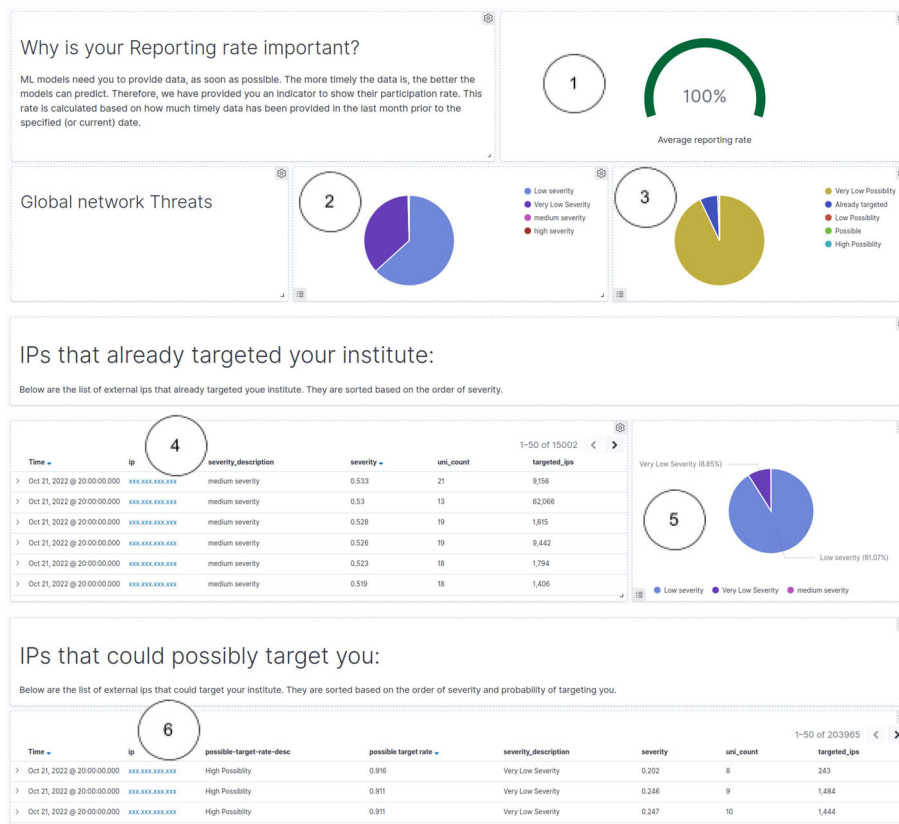 Why is your Reporting rate important?
ML models need you to provide data, as soon as possible. The more timely the data is, the better the
models can predict. Therefore, we have provided you an indicator to show their participation rate. This
rate is calculated based on how much timely data has been provided in the last month prior to the
specified (or current) date.
1
100%
Average reporting rate
Global network Threats
2
Low severity
Very Low Severity
medium severity
high severity
3
Very Low Possiblity
Already targeted
Low Possiblity
Possible
High Possiblity
IPs that already targeted your institute:
Below are the list of external ips that already targeted youe institute. They are sorted based on the order of severity.
4
1–50 of 15002
Time ip severity_description severity uni_count targeted_ips
Oct 21, 2022 @ 20:00:00.000 xxx.xxx.xxx.xxx medium severity 0.533 21 9,156
Oct 21, 2022 @ 20:00:00.000 xxx.xxx.xxx.xxx medium severity 0.53 13 62,066
Oct 21, 2022 @ 20:00:00.000 xxx.xxx.xxx.xxx medium severity 0.528 19 1,615
Oct 21, 2022 @ 20:00:00.000 xxx.xxx.xxx.xxx medium severity 0.526 19 9,442
Oct 21, 2022 @ 20:00:00.000 xxx.xxx.xxx.xxx medium severity 0.523 18 1,794
Oct 21, 2022 @ 20:00:00.000 xxx.xxx.xxx.xxx medium severity 0.519 18 1,406
5
Very Low Severity (8.85%)
Low severity (91.07%)
Low severity Very Low Severity medium severity
IPs that could possibly target you:
Below are the list of external ips that could target your institute. They are sorted based on the order of severity and probability of targeting you.
6
1–50 of 203965
Time ip possible-target-rate-desc possible target rate severity_description severity uni_count targeted_ips
Oct 21, 2022 @ 20:00:00.000 xxx.xxx.xxx.xxx High Possiblity 0.916 Very Low Severity 0.202 8 243
Oct 21, 2022 @ 20:00:00.000 xxx.xxx.xxx.xxx High Possiblity 0.911 Very Low Severity 0.246 9 1,484
Oct 21, 2022 @ 20:00:00.000 xxx.xxx.xxx.xxx High Possiblity 0.911 Very Low Severity 0.247 10 1,444